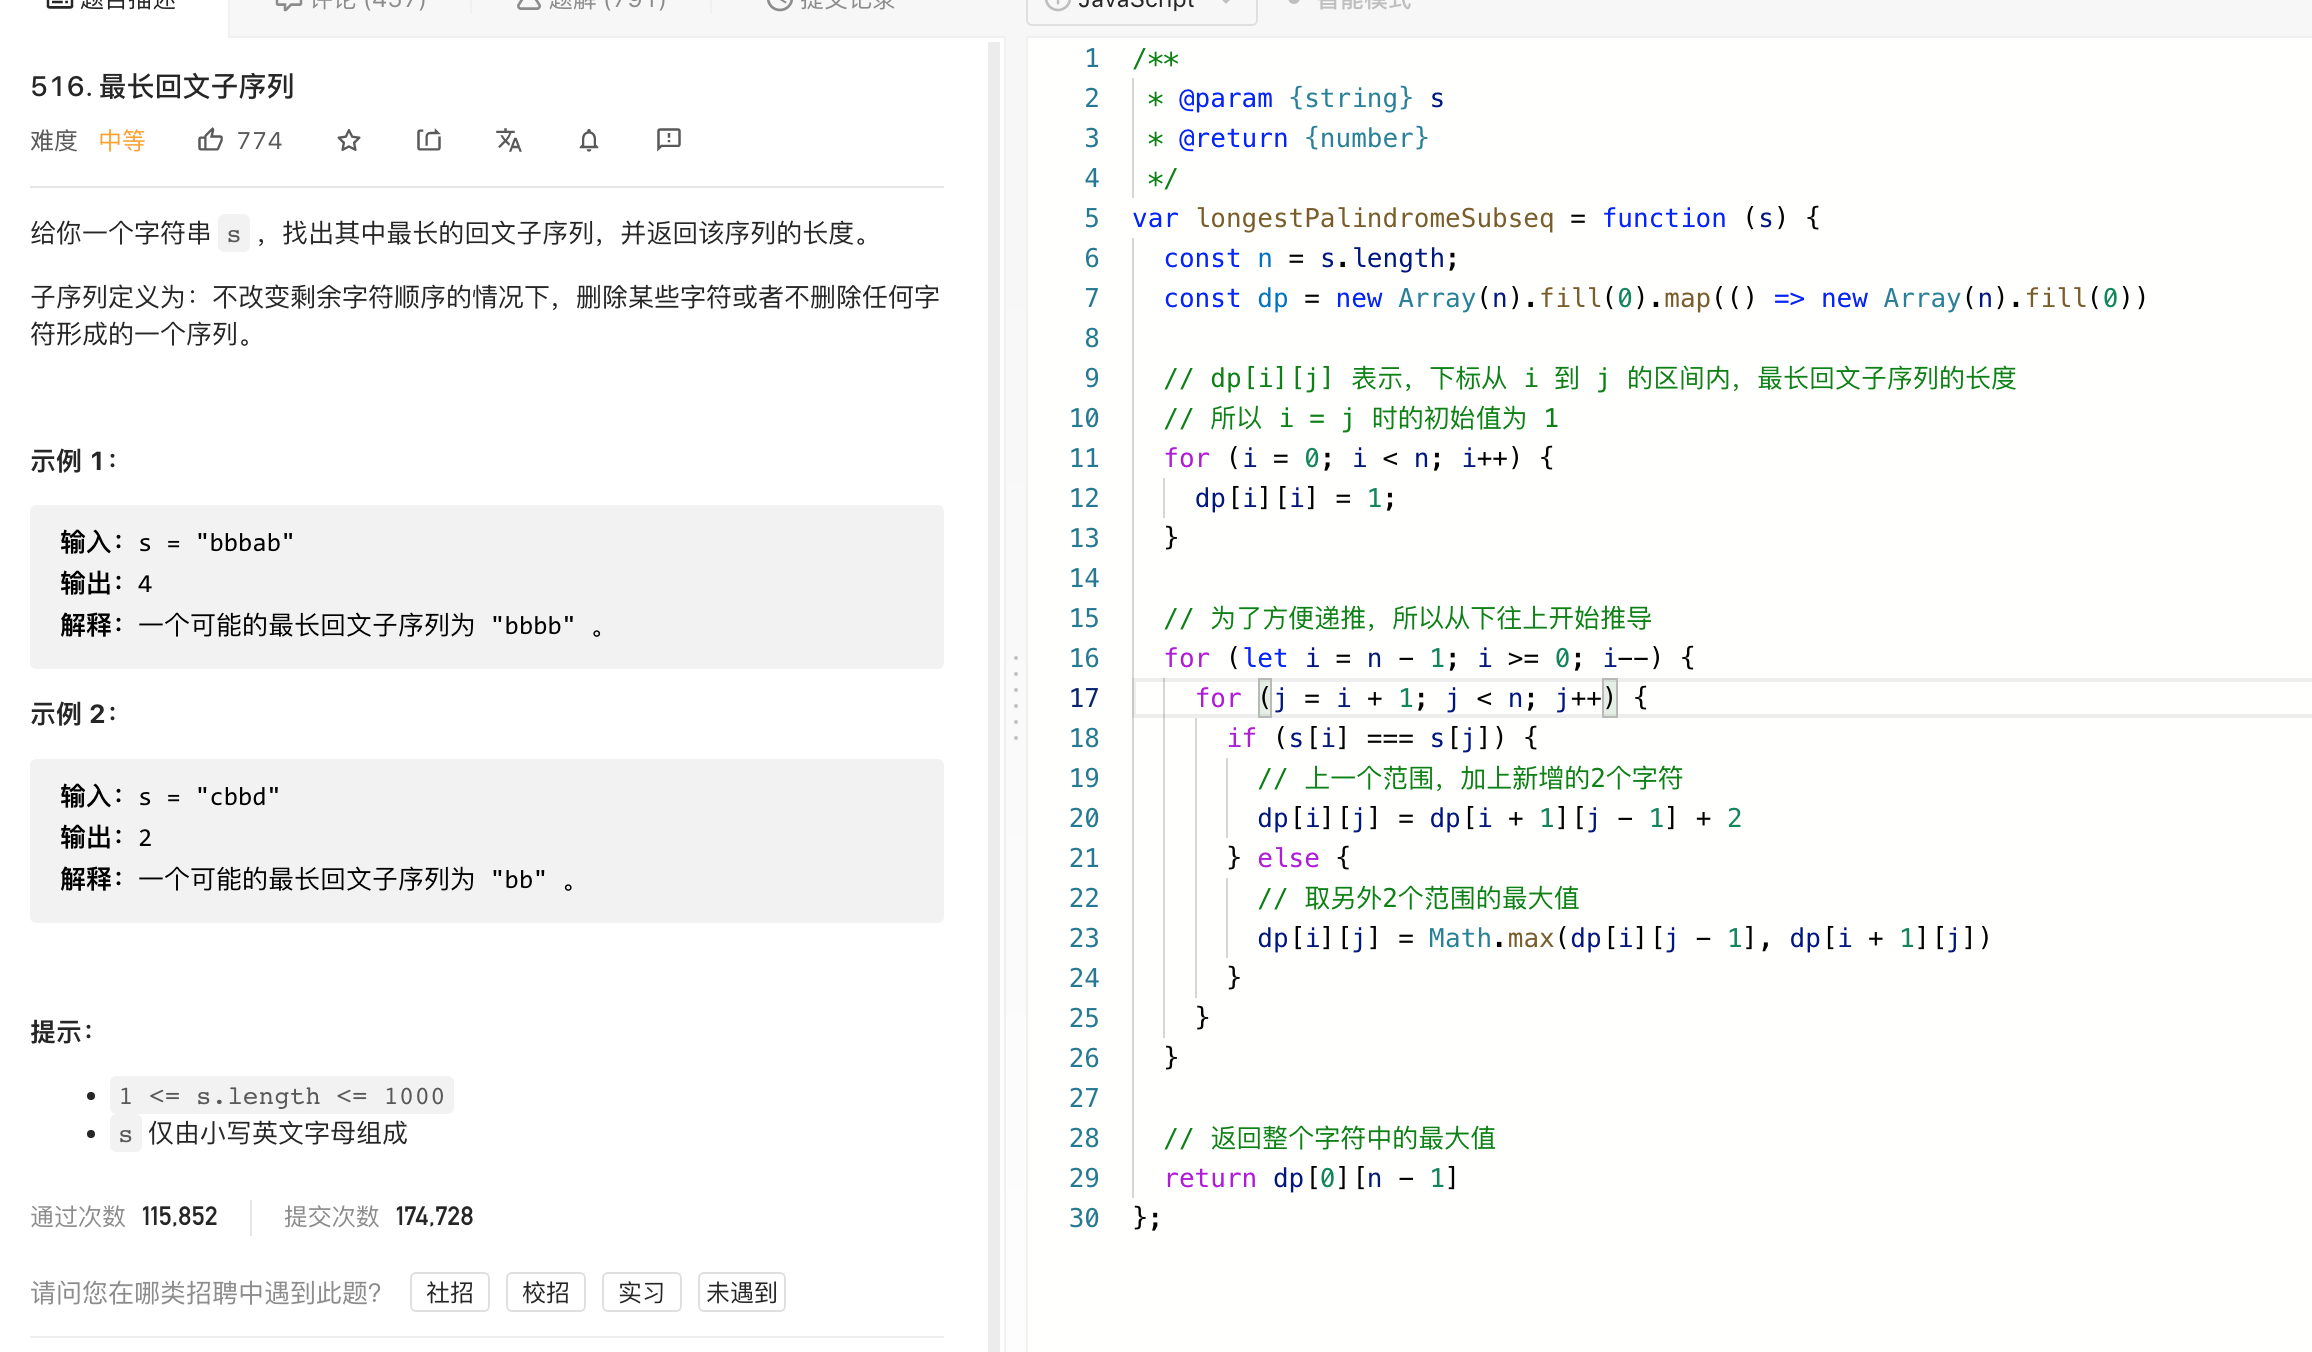 题目描述
评论 (457)
题解 (791)
提交记录
JavaScript
智能模式
516. 最长回文子序列
难度 中等 774
给你一个字符串 s ，找出其中最长的回文子序列，并返回该序列的长度。
子序列定义为：不改变剩余字符顺序的情况下，删除某些字符或者不删除任何字
符形成的一个序列。
示例 1：
输入：s = "bbbab"
输出：4
解释：一个可能的最长回文子序列为 "bbbb" 。
示例 2：
输入：s = "cbbd"
输出：2
解释：一个可能的最长回文子序列为 "bb" 。
提示：
• 1 <= s.length <= 1000
• s 仅由小写英文字母组成
通过次数 115,852 提交次数 174,728
请问您在哪类招聘中遇到此题？ 社招 校招 实习 未遇到
1 /**
2  * @param {string} s
3  * @return {number}
4  */
5 var longestPalindromeSubseq = function (s) {
6   const n = s.length;
7   const dp = new Array(n).fill(0).map(() => new Array(n).fill(0))
8
9   // dp[i][j] 表示，下标从 i 到 j 的区间内，最长回文子序列的长度
10   // 所以 i = j 时的初始值为 1
11   for (i = 0; i < n; i++) {
12     dp[i][i] = 1;
13   }
14
15   // 为了方便递推，所以从下往上开始推导
16   for (let i = n - 1; i >= 0; i--) {
17     for (j = i + 1; j < n; j++) {
18       if (s[i] === s[j]) {
19         // 上一个范围，加上新增的2个字符
20         dp[i][j] = dp[i + 1][j - 1] + 2
21       } else {
22         // 取另外2个范围的最大值
23         dp[i][j] = Math.max(dp[i][j - 1], dp[i + 1][j])
24       }
25     }
26   }
27
28   // 返回整个字符中的最大值
29   return dp[0][n - 1]
30 };